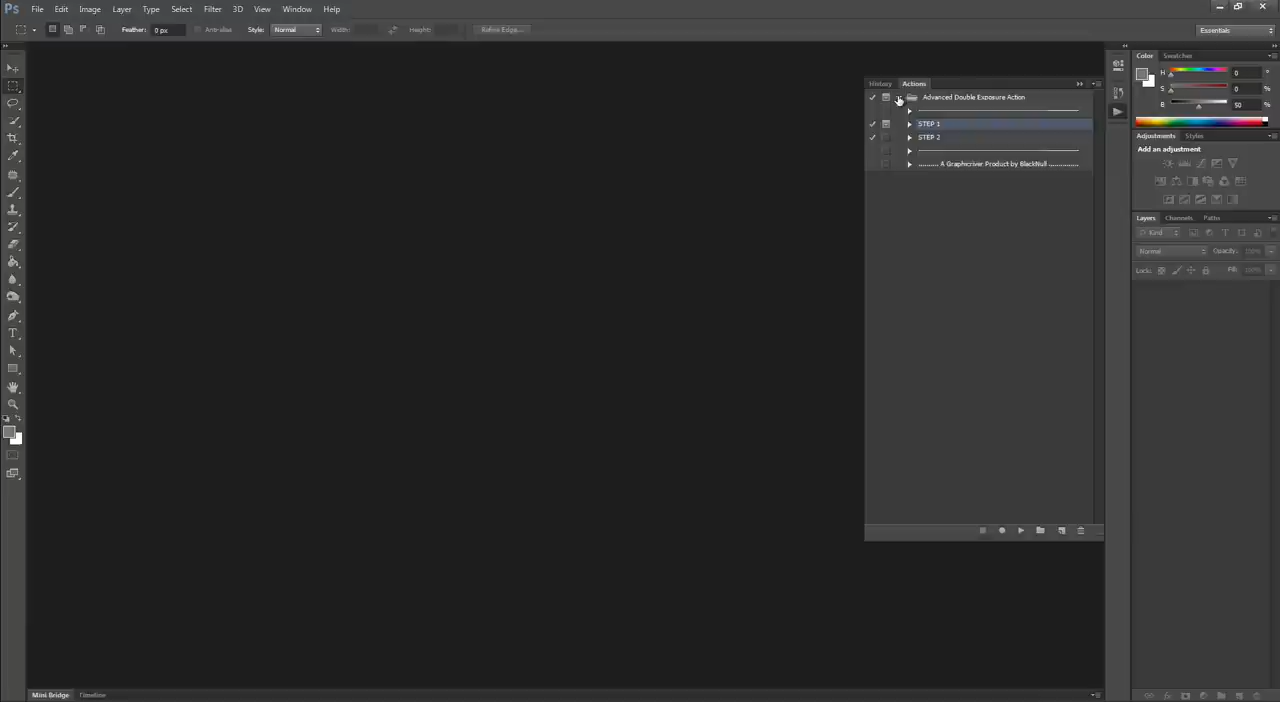 Ps File Edit Image Layer Type Select Filter 3D View Window Help
Feather: 0 px Anti-alias Style: Normal Width: Height: Refine Edge... Essentials
Color Swatches
H 0 °
S 0 %
B 50 %
History Actions
Advanced Double Exposure Action
STEP 1
STEP 2
.......... A Graphicriver Product by BlackNull ...............
Adjustments Styles
Add an adjustment
Layers Channels Paths
Kind
Normal Opacity: 100%
Lock: Fill: 100%
Mini Bridge Timeline